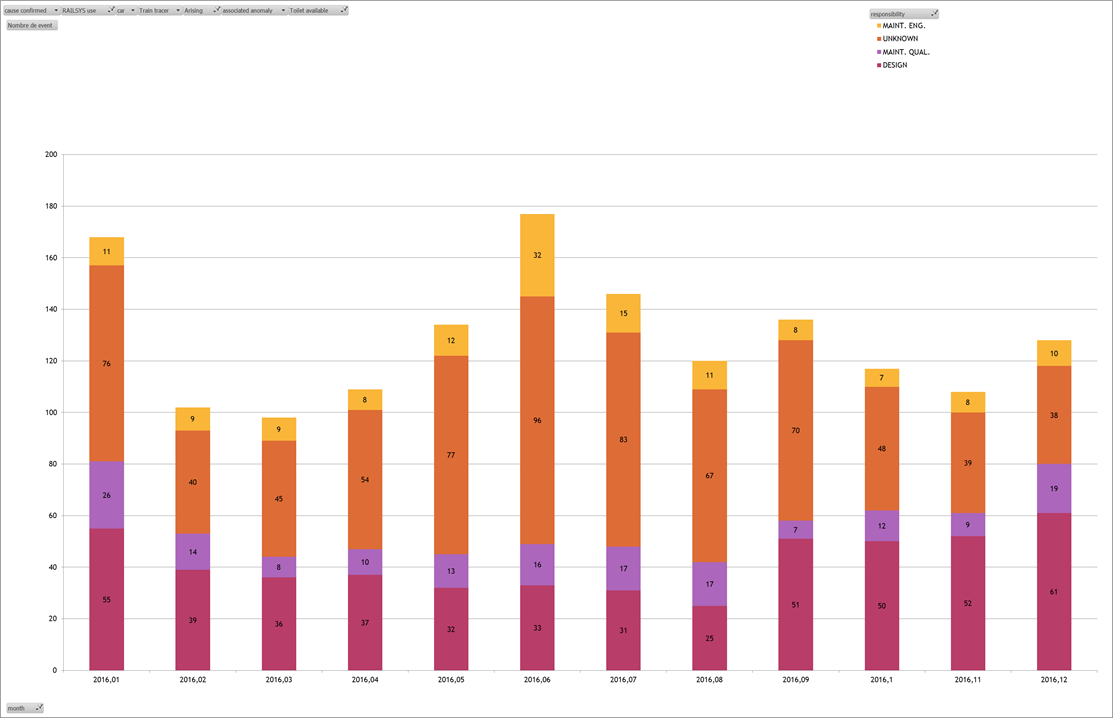 cause confirmed RAILSYS use car Train tracer Arising associated anomaly Toilet available
Nombre de event
responsibility
MAINT. ENG.
UNKNOWN
MAINT. QUAL.
DESIGN
200
180
160
140
120
100
80
60
40
20
0
11 9 9 8 12 32 15 11 8 7 8 10
76 40 45 54 77 96 83 67 70 48 39 38
26 14 8 10 13 16 17 17 7 12 9 19
55 39 36 37 32 33 31 25 51 50 52 61
2016,01 2016,02 2016,03 2016,04 2016,05 2016,06 2016,07 2016,08 2016,09 2016,1 2016,11 2016,12
month